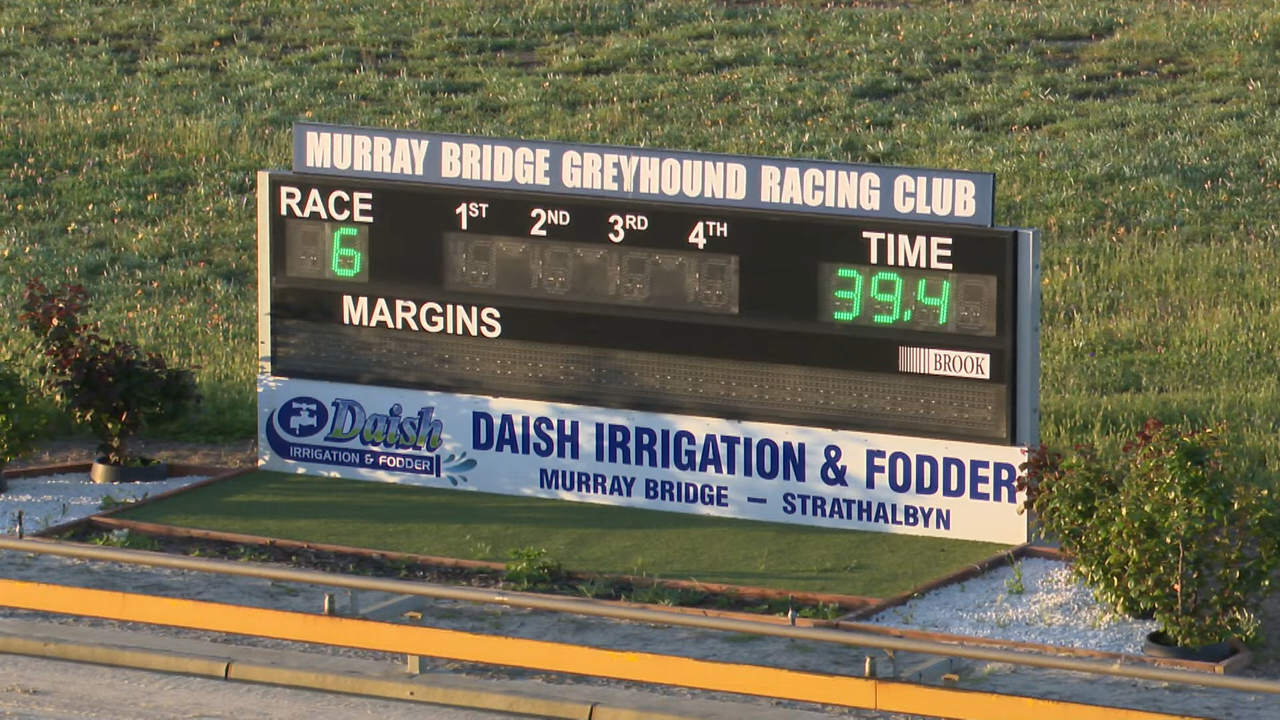 MURRAY BRIDGE GREYHOUND RACING CLUB
RACE 1ST 2ND 3RD 4TH TIME
6 39.4
MARGINS
BROOK
Daish
IRRIGATION & FODDER
DAISH IRRIGATION & FODDER
MURRAY BRIDGE — STRATHALBYN